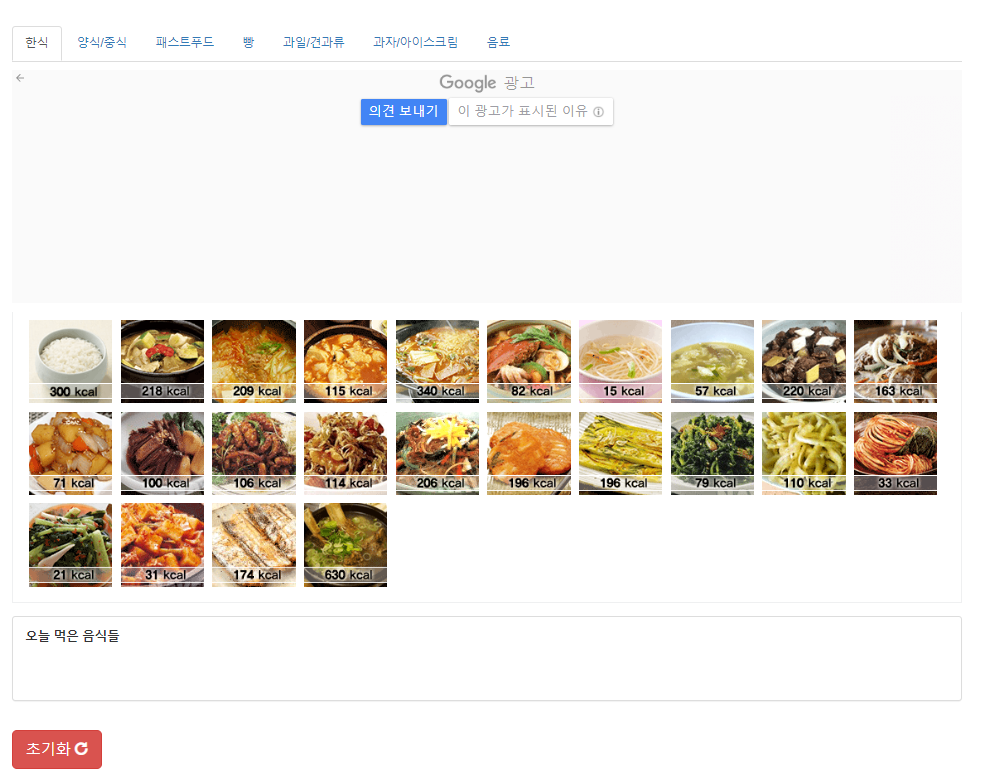 한식 양식/중식 패스트푸드 빵 과일/견과류 과자/아이스크림 음료
Google 광고
의견 보내기 이 광고가 표시된 이유
300 kcal 218 kcal 209 kcal 115 kcal 340 kcal 82 kcal 15 kcal 57 kcal 220 kcal 163 kcal
71 kcal 100 kcal 106 kcal 114 kcal 206 kcal 196 kcal 196 kcal 79 kcal 110 kcal 33 kcal
21 kcal 31 kcal 174 kcal 630 kcal
오늘 먹은 음식들
초기화